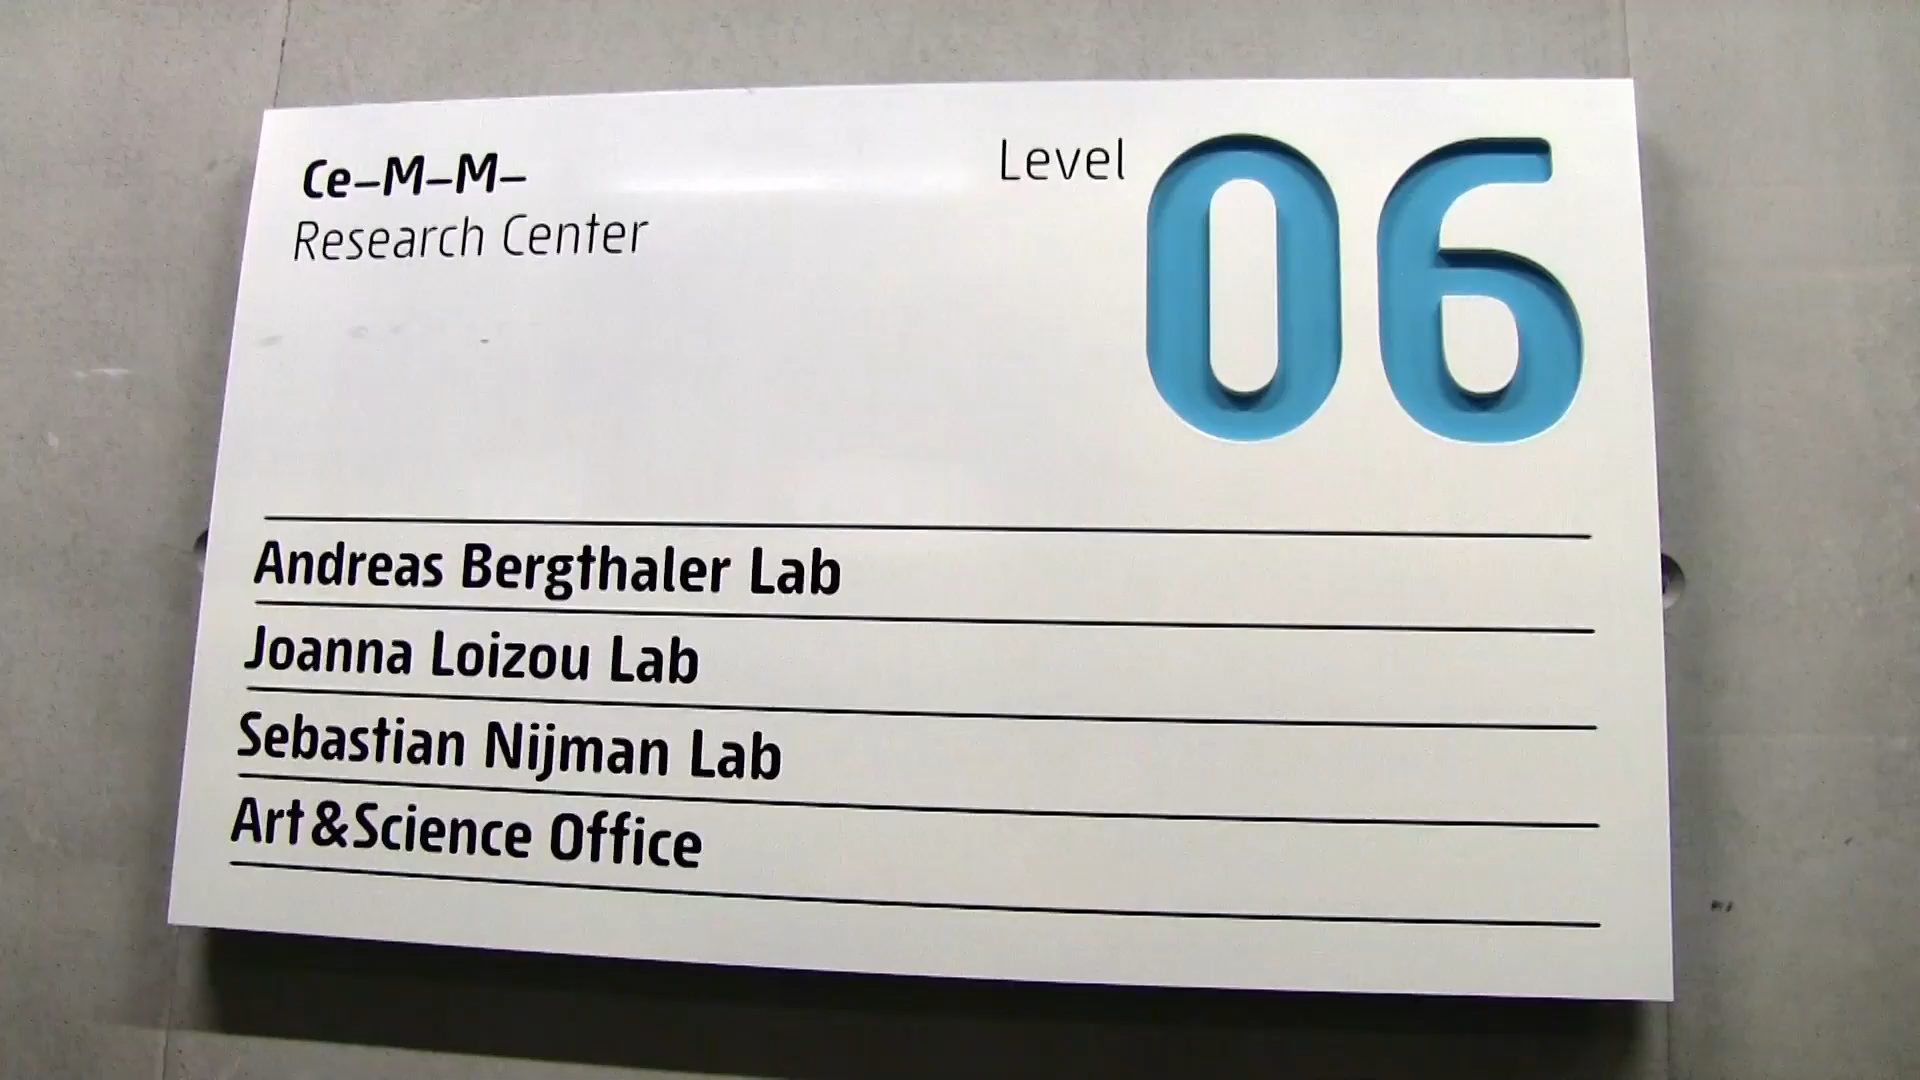 Ce–M–M–
Research Center
Level 06
Andreas Bergthaler Lab
Joanna Loizou Lab
Sebastian Nijman Lab
Art&Science Office